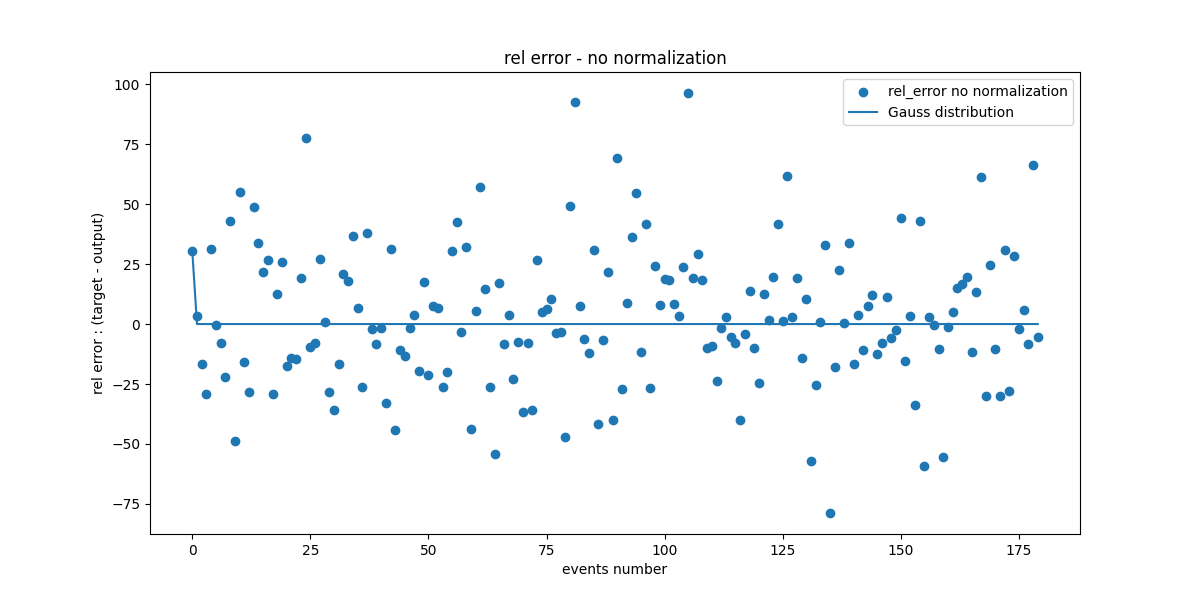 rel error - no normalization
rel_error no normalization
Gauss distribution
rel error : (target - output)
100
75
50
25
0
−25
−50
−75
0 25 50 75 100 125 150 175
events number